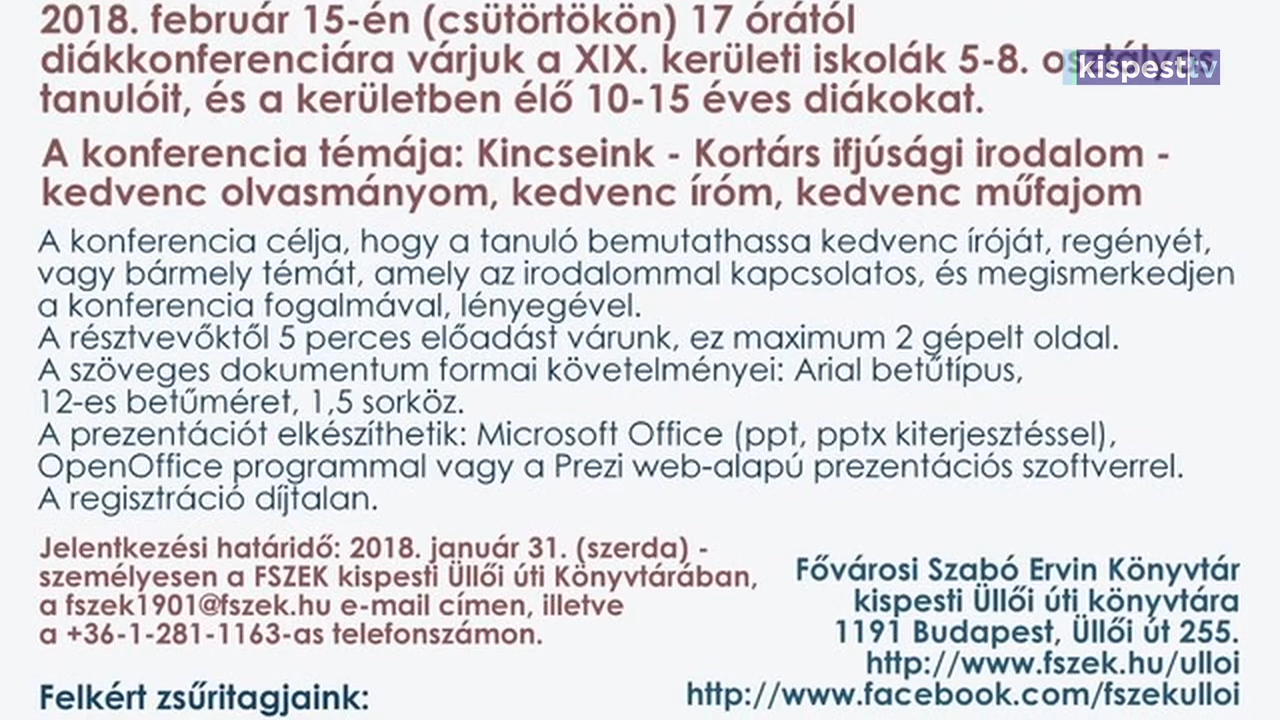 2018. február 15-én (csütörtökön) 17 órától
diákkonferenciára várjuk a XIX. kerületi iskolák 5-8. osztályos
kispest tv
tanulóit, és a kerületben élő 10-15 éves diákokat.
A konferencia témája: Kincseink - Kortárs ifjúsági irodalom -
kedvenc olvasmányom, kedvenc íróm, kedvenc műfajom
A konferencia célja, hogy a tanuló bemutathassa kedvenc íróját, regényét,
vagy bármely témát, amely az irodalommal kapcsolatos, és megismerkedjen
a konferencia fogalmával, lényegével.
A résztvevőktől 5 perces előadást várunk, ez maximum 2 gépelt oldal.
A szöveges dokumentum formai követelményei: Arial betűtípus,
12-es betűméret, 1,5 sorköz.
A prezentációt elkészíthetik: Microsoft Office (ppt, pptx kiterjesztéssel),
OpenOffice programmal vagy a Prezi web-alapú prezentációs szoftverrel.
A regisztráció díjtalan.
Jelentkezési határidő: 2018. január 31. (szerda) -
személyesen a FSZEK kispesti Üllői úti Könyvtárában,
a fszek1901@fszek.hu e-mail címen, illetve
a +36-1-281-1163-as telefonszámon.
Felkért zsűritagjaink:
Fővárosi Szabó Ervin Könyvtár
kispesti Üllői úti könyvtára
1191 Budapest, Üllői út 255.
http://www.fszek.hu/ulloi
http://www.facebook.com/fszekulloi